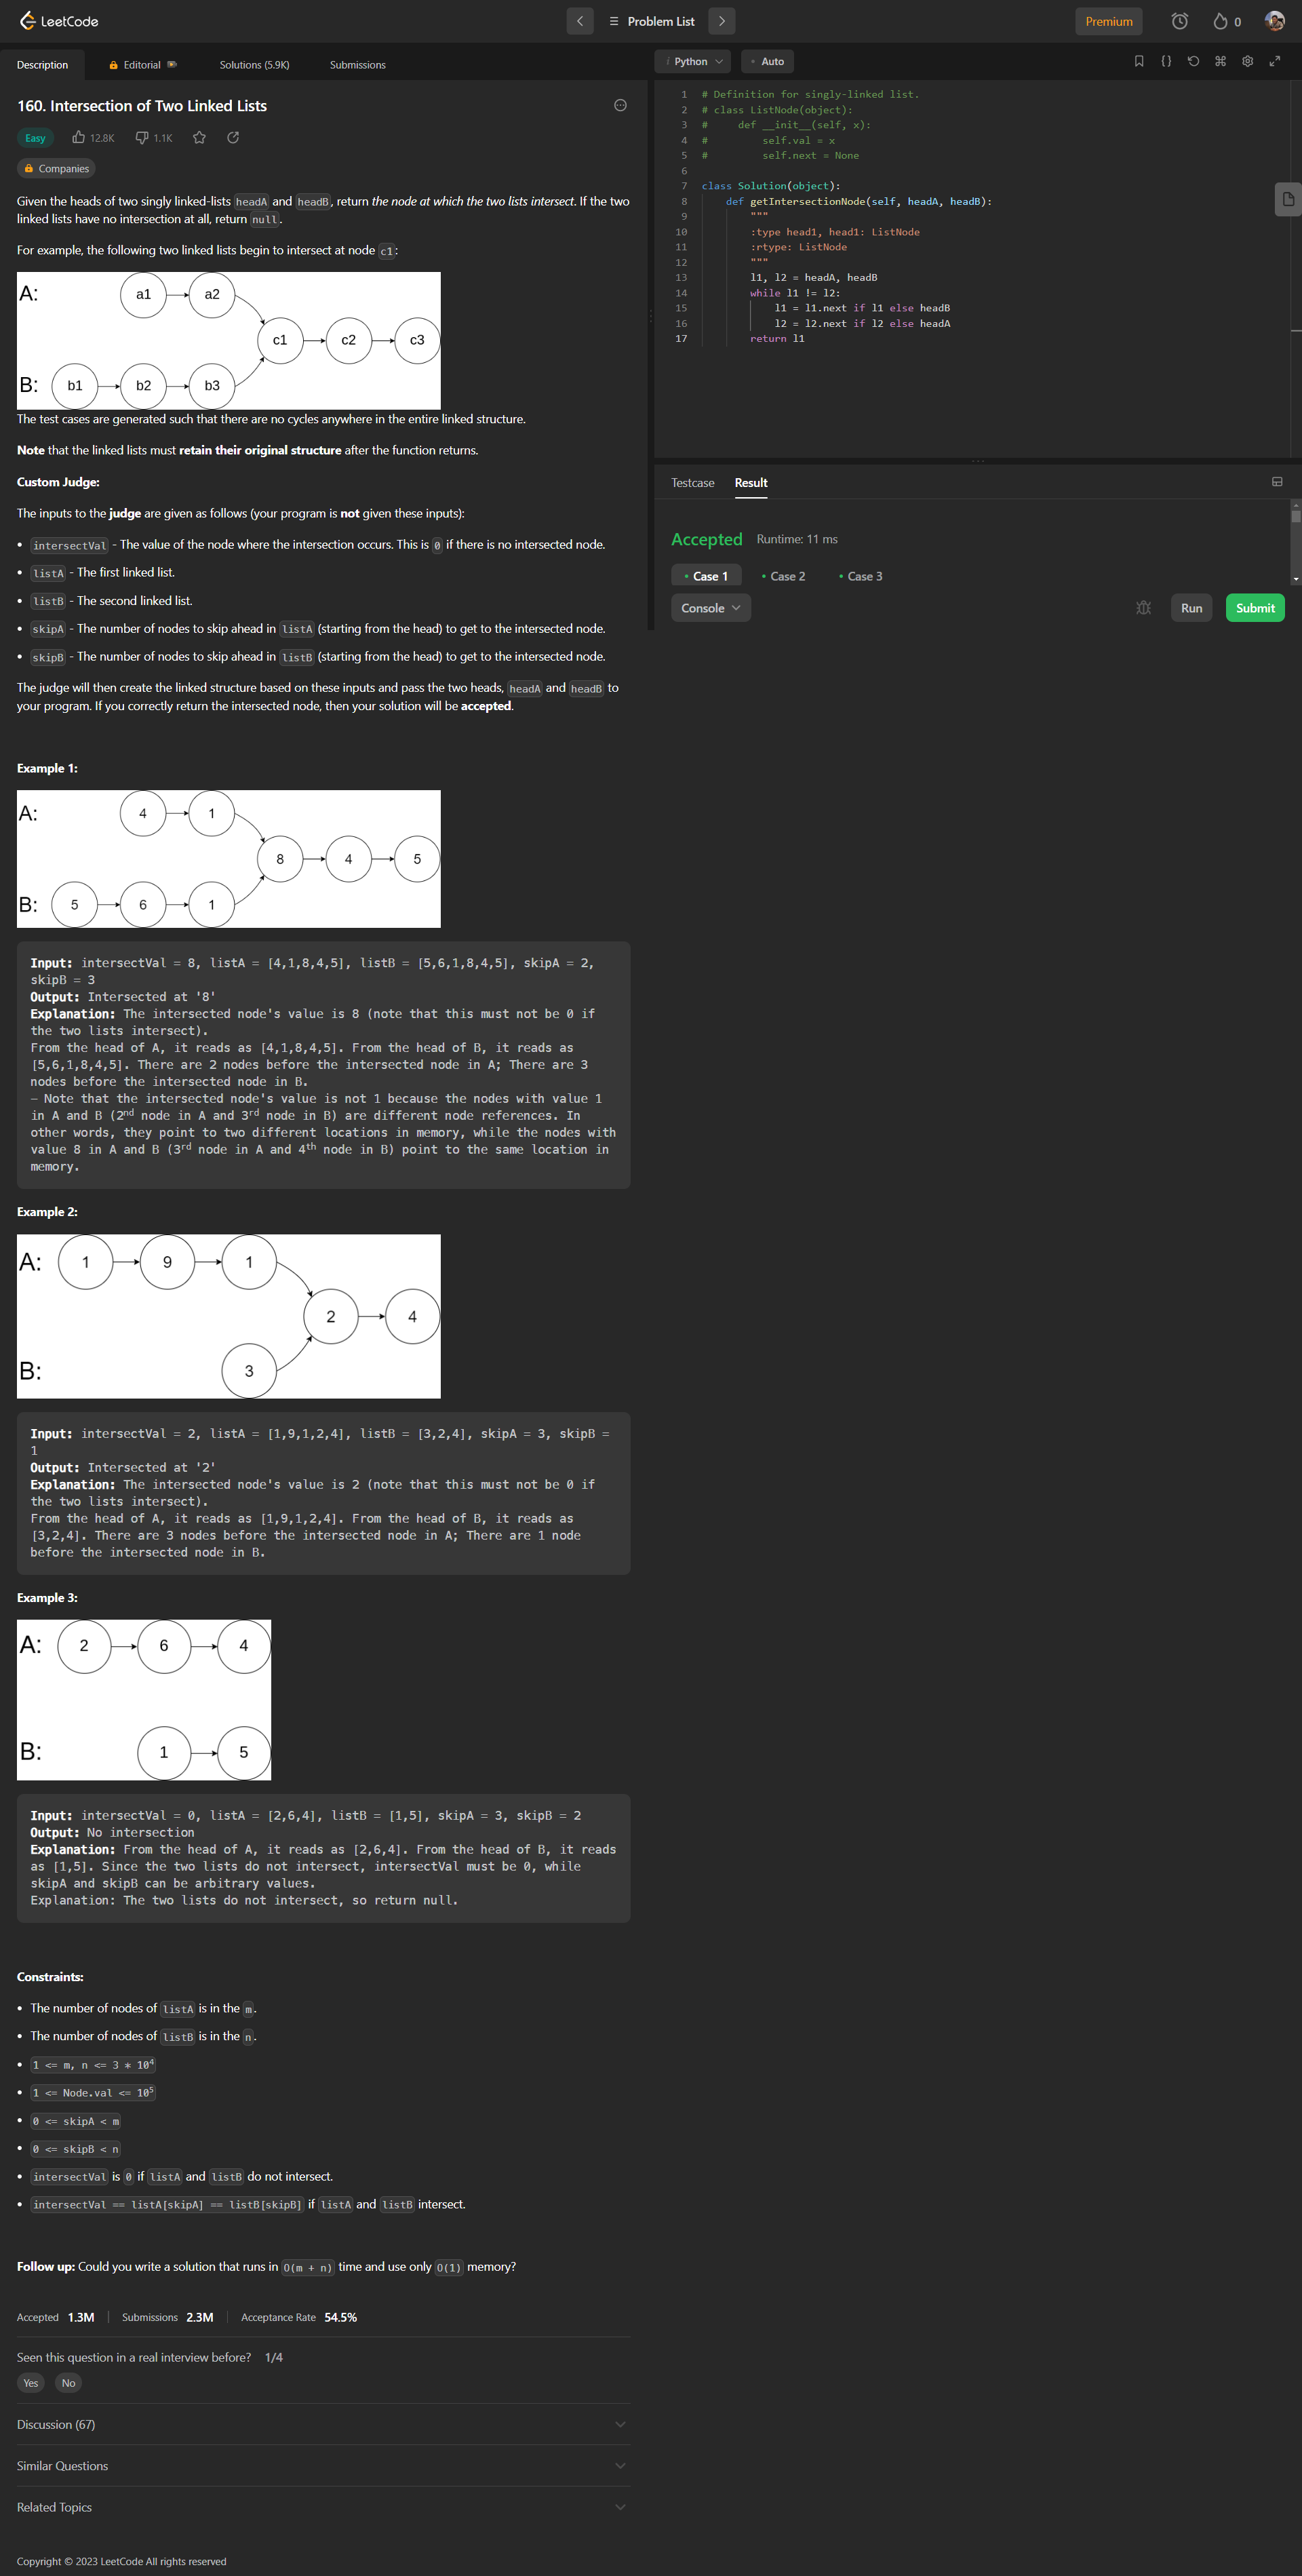 LeetCode
Problem List
Premium
0
Description
Editorial
Solutions (5.9K)
Submissions
160. Intersection of Two Linked Lists
Easy
12.8K
1.1K
Companies
Given the heads of two singly linked-lists headA and headB, return the node at which the two lists intersect. If the two
linked lists have no intersection at all, return null.
For example, the following two linked lists begin to intersect at node c1:
A:
a1
a2
c1
c2
c3
B:
b1
b2
b3
The test cases are generated such that there are no cycles anywhere in the entire linked structure.
Note that the linked lists must retain their original structure after the function returns.
Custom Judge:
The inputs to the judge are given as follows (your program is not given these inputs):
• intersectVal - The value of the node where the intersection occurs. This is 0 if there is no intersected node.
• listA - The first linked list.
• listB - The second linked list.
• skipA - The number of nodes to skip ahead in listA (starting from the head) to get to the intersected node.
• skipB - The number of nodes to skip ahead in listB (starting from the head) to get to the intersected node.
The judge will then create the linked structure based on these inputs and pass the two heads, headA and headB to
your program. If you correctly return the intersected node, then your solution will be accepted.
Example 1:
A:
4
1
8
4
5
B:
5
6
1
Input: intersectVal = 8, listA = [4,1,8,4,5], listB = [5,6,1,8,4,5], skipA = 2,
skipB = 3
Output: Intersected at '8'
Explanation: The intersected node's value is 8 (note that this must not be 0 if
the two lists intersect).
From the head of A, it reads as [4,1,8,4,5]. From the head of B, it reads as
[5,6,1,8,4,5]. There are 2 nodes before the intersected node in A; There are 3
nodes before the intersected node in B.
– Note that the intersected node's value is not 1 because the nodes with value 1
in A and B (2nd node in A and 3rd node in B) are different node references. In
other words, they point to two different locations in memory, while the nodes with
value 8 in A and B (3rd node in A and 4th node in B) point to the same location in
memory.
Example 2:
A:
1
9
1
2
4
B:
3
Input: intersectVal = 2, listA = [1,9,1,2,4], listB = [3,2,4], skipA = 3, skipB =
1
Output: Intersected at '2'
Explanation: The intersected node's value is 2 (note that this must not be 0 if
the two lists intersect).
From the head of A, it reads as [1,9,1,2,4]. From the head of B, it reads as
[3,2,4]. There are 3 nodes before the intersected node in A; There are 1 node
before the intersected node in B.
Example 3:
A:
2
6
4
B:
1
5
Input: intersectVal = 0, listA = [2,6,4], listB = [1,5], skipA = 3, skipB = 2
Output: No intersection
Explanation: From the head of A, it reads as [2,6,4]. From the head of B, it reads
as [1,5]. Since the two lists do not intersect, intersectVal must be 0, while
skipA and skipB can be arbitrary values.
Explanation: The two lists do not intersect, so return null.
Constraints:
• The number of nodes of listA is in the m.
• The number of nodes of listB is in the n.
• 1 <= m, n <= 3 * 10⁴
• 1 <= Node.val <= 10⁵
• 0 <= skipA < m
• 0 <= skipB < n
• intersectVal is 0 if listA and listB do not intersect.
• intersectVal == listA[skipA] == listB[skipB] if listA and listB intersect.
Follow up: Could you write a solution that runs in O(m + n) time and use only O(1) memory?
Accepted 1.3M
Submissions 2.3M
Acceptance Rate 54.5%
Seen this question in a real interview before? 1/4
Yes
No
Discussion (67)
Similar Questions
Related Topics
Copyright © 2023 LeetCode All rights reserved
i Python
• Auto
1 # Definition for singly-linked list.
2 # class ListNode(object):
3 #     def __init__(self, x):
4 #         self.val = x
5 #         self.next = None
6
7 class Solution(object):
8     def getIntersectionNode(self, headA, headB):
9         """
10         :type head1, head1: ListNode
11         :rtype: ListNode
12         """
13         l1, l2 = headA, headB
14         while l1 != l2:
15             l1 = l1.next if l1 else headB
16             l2 = l2.next if l2 else headA
17         return l1
Testcase
Result
Accepted
Runtime: 11 ms
• Case 1
• Case 2
• Case 3
Console
Run
Submit